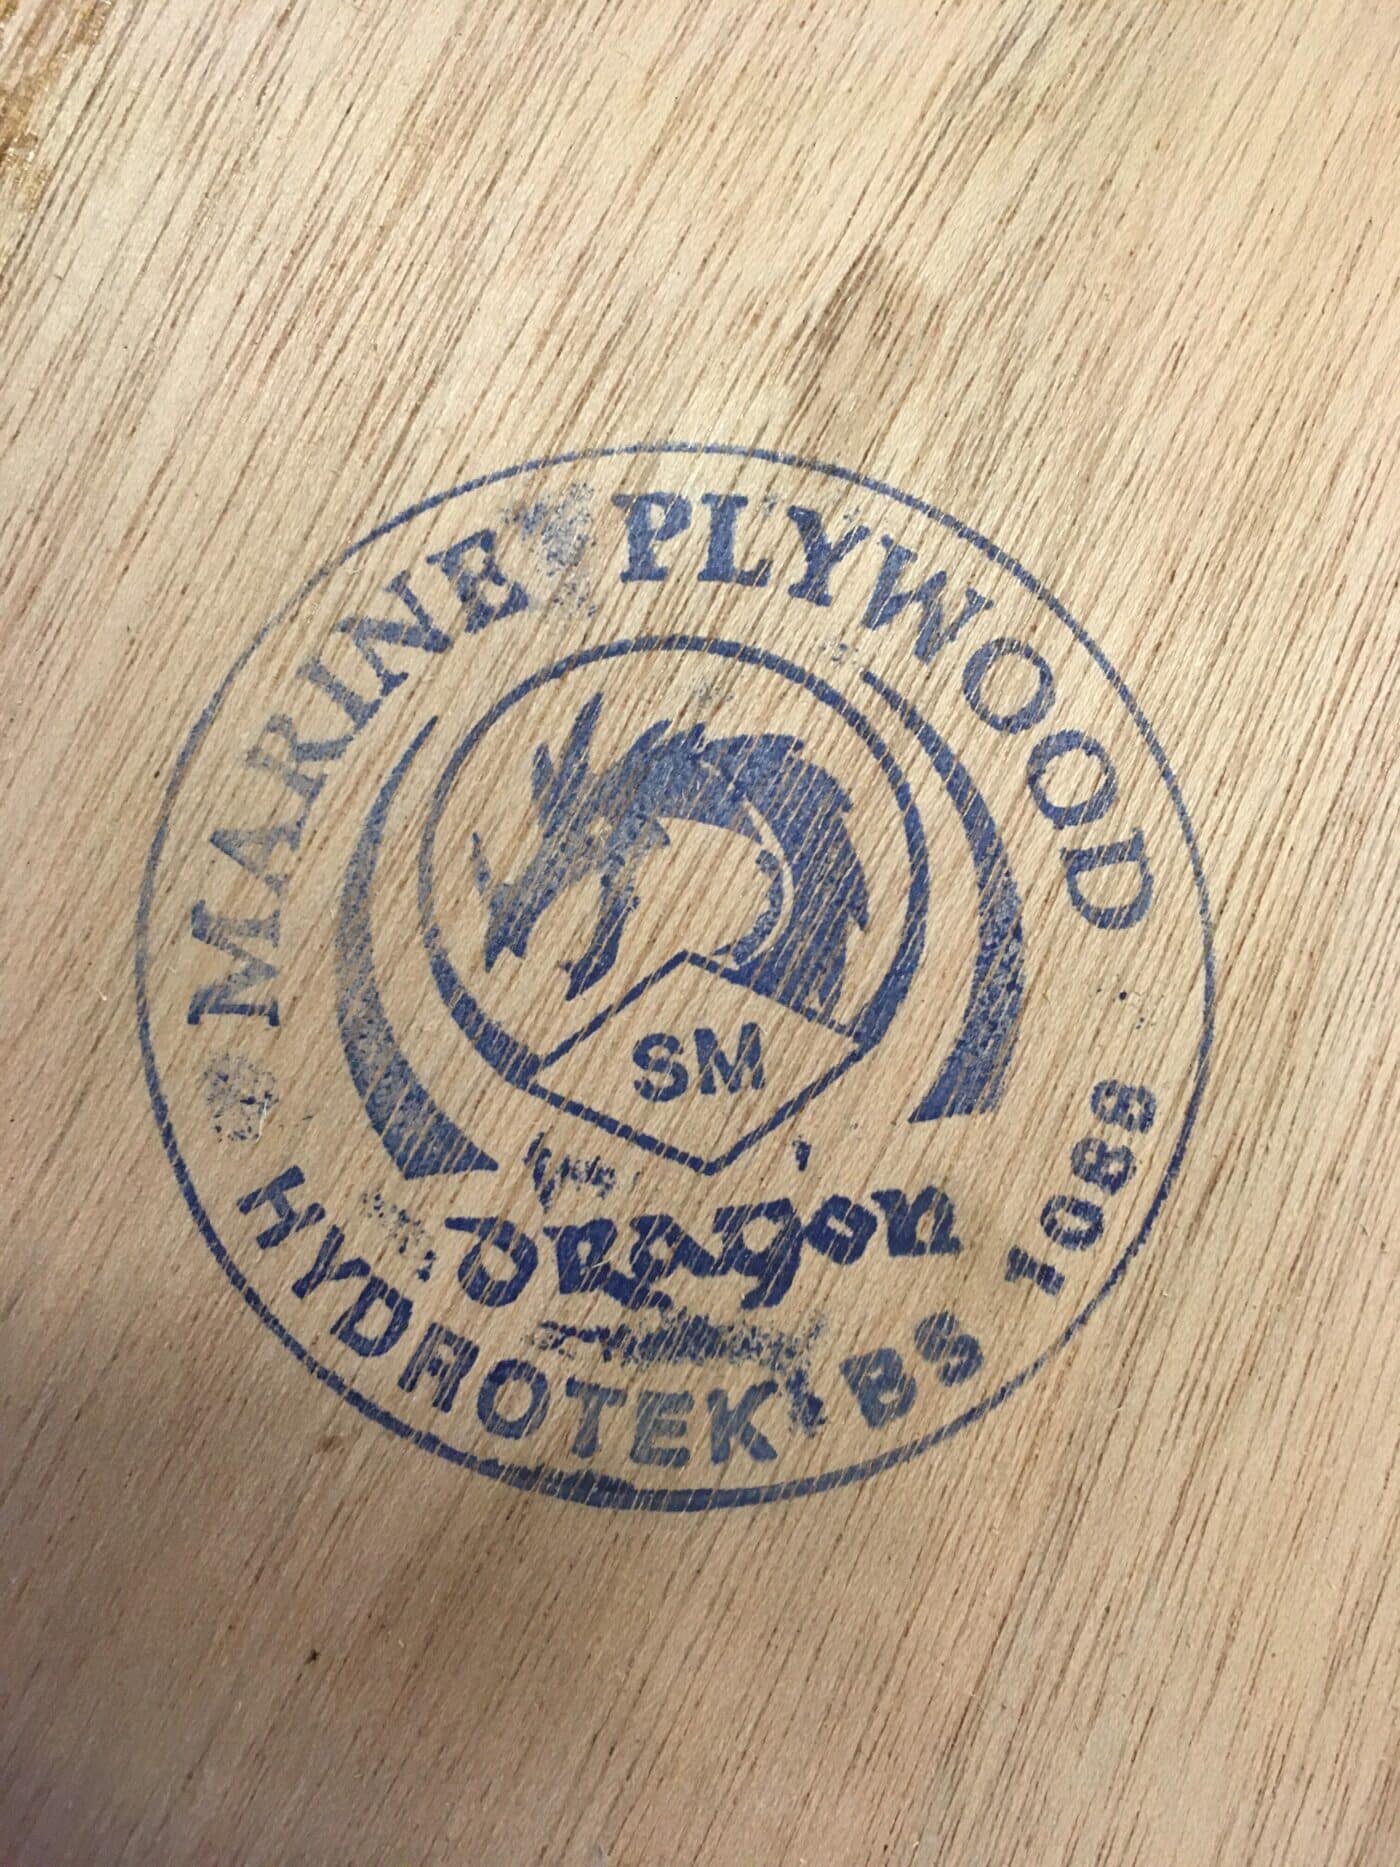 MARINE PLYWOOD
SM
Dragon
HYDROTEK BS 1088